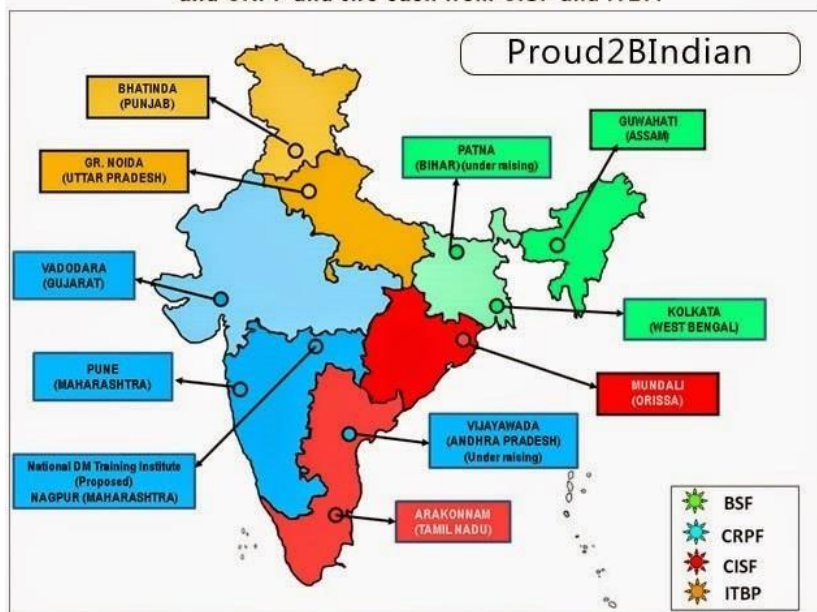 and CRPF and two each from CISF and ITBP.
Proud2BIndian
BHATINDA
(PUNJAB)
GUWAHATI
(ASSAM)
PATNA
(BIHAR)(under raising)
GR. NOIDA
(UTTAR PRADESH)
VADODARA
(GUJARAT)
KOLKATA
(WEST BENGAL)
PUNE
(MAHARASHTRA)
MUNDALI
(ORISSA)
VIJAYAWADA
(ANDHRA PRADESH)
(Under raising)
National DM Training Institute
(Proposed)
NAGPUR (MAHARASHTRA)
ARAKONNAM
(TAMIL NADU)
BSF
CRPF
CISF
ITBP